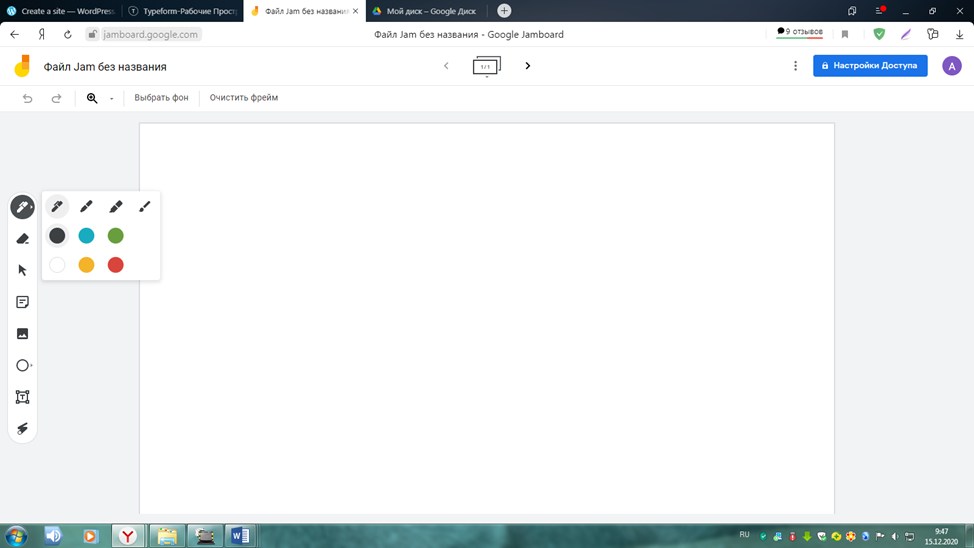 Create a site — WordPress
Typeform-Рабочие Простр
Файл Jam без названия
Мой диск – Google Диск
jamboard.google.com
Файл Jam без названия - Google Jamboard
9 отзывов
Файл Jam без названия
1/1
Настройки Доступа
A
Выбрать фон
Очистить фрейм
RU
9:47
15.12.2020